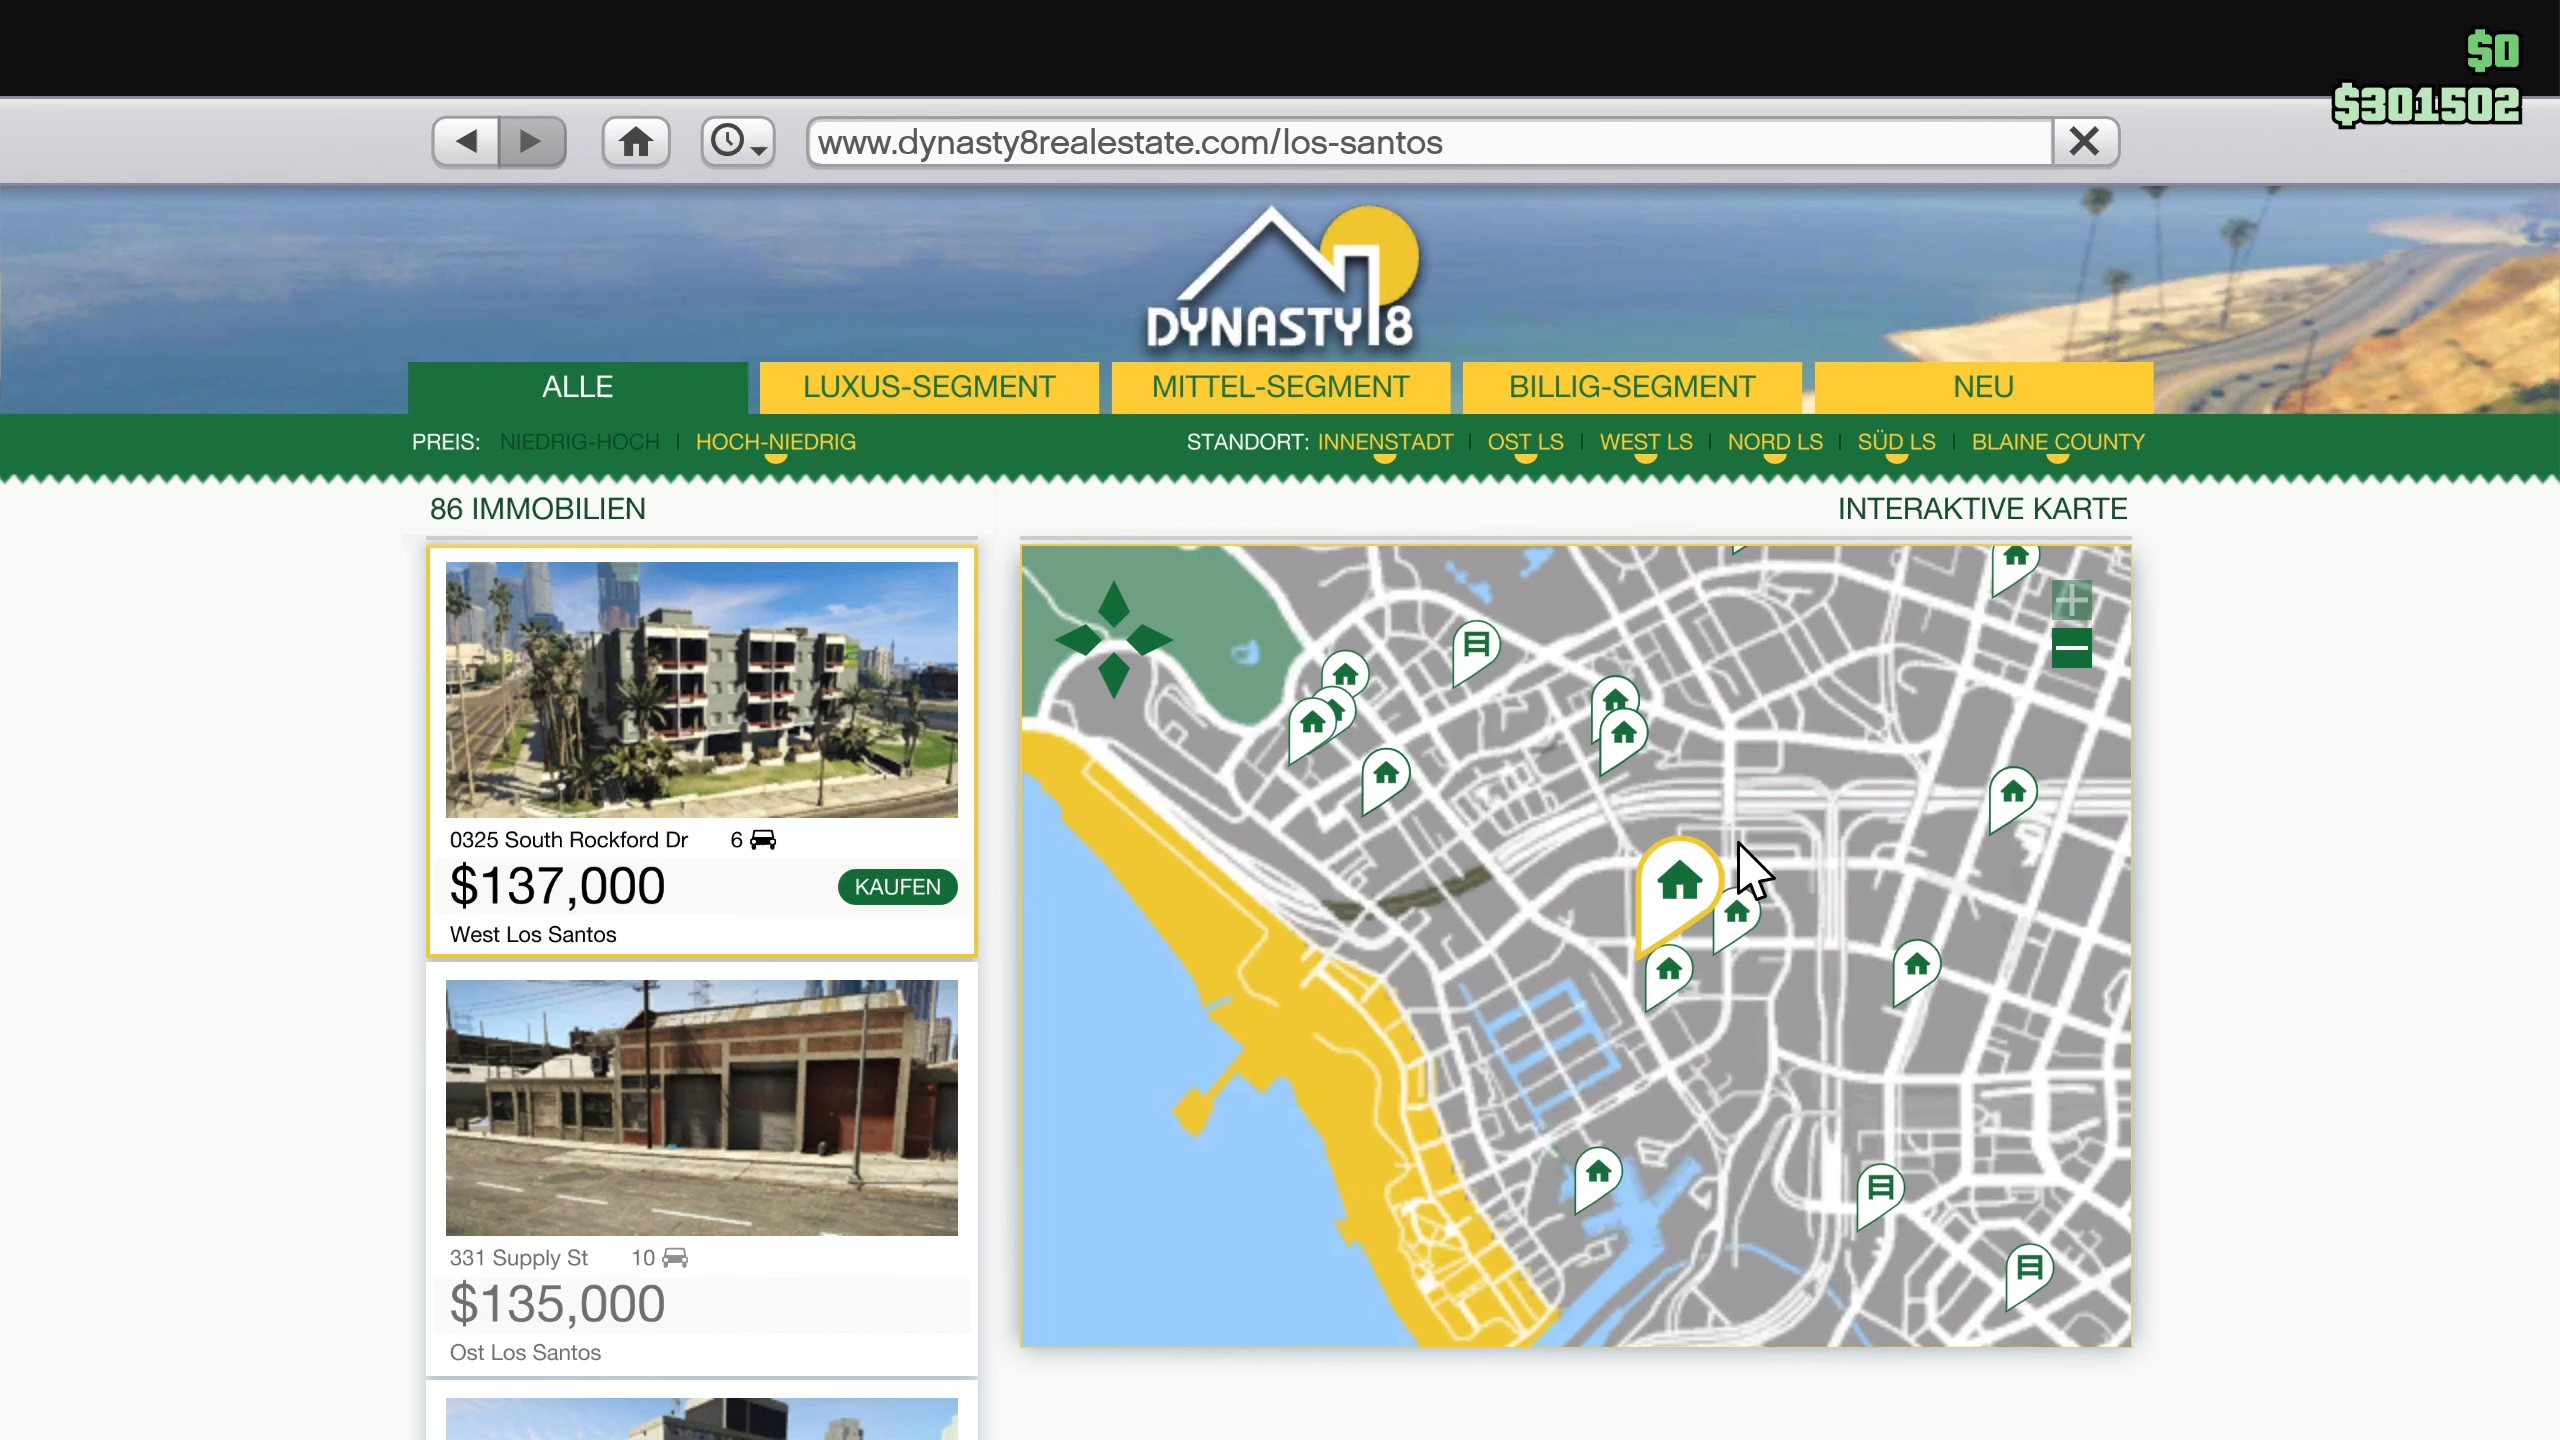 $0
$301502
www.dynasty8realestate.com/los-santos
DYNASTY 8
ALLE
LUXUS-SEGMENT
MITTEL-SEGMENT
BILLIG-SEGMENT
NEU
PREIS: NIEDRIG-HOCH | HOCH-NIEDRIG
STANDORT: INNENSTADT | OST LS | WEST LS | NORD LS | SÜD LS | BLAINE COUNTY
86 IMMOBILIEN
INTERAKTIVE KARTE
0325 South Rockford Dr 6
$137,000
KAUFEN
West Los Santos
331 Supply St 10
$135,000
Ost Los Santos